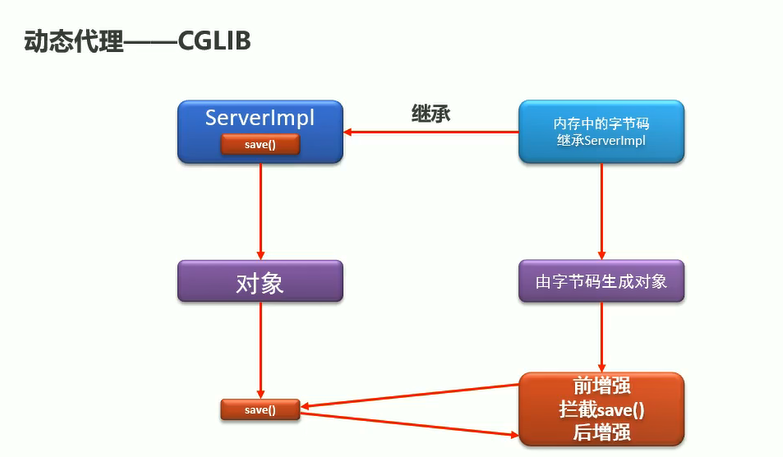 动态代理——CGLIB
ServerImpl
save()
继承
内存中的字节码
继承ServerImpl
对象
由字节码生成对象
save()
前增强
拦截save()
后增强